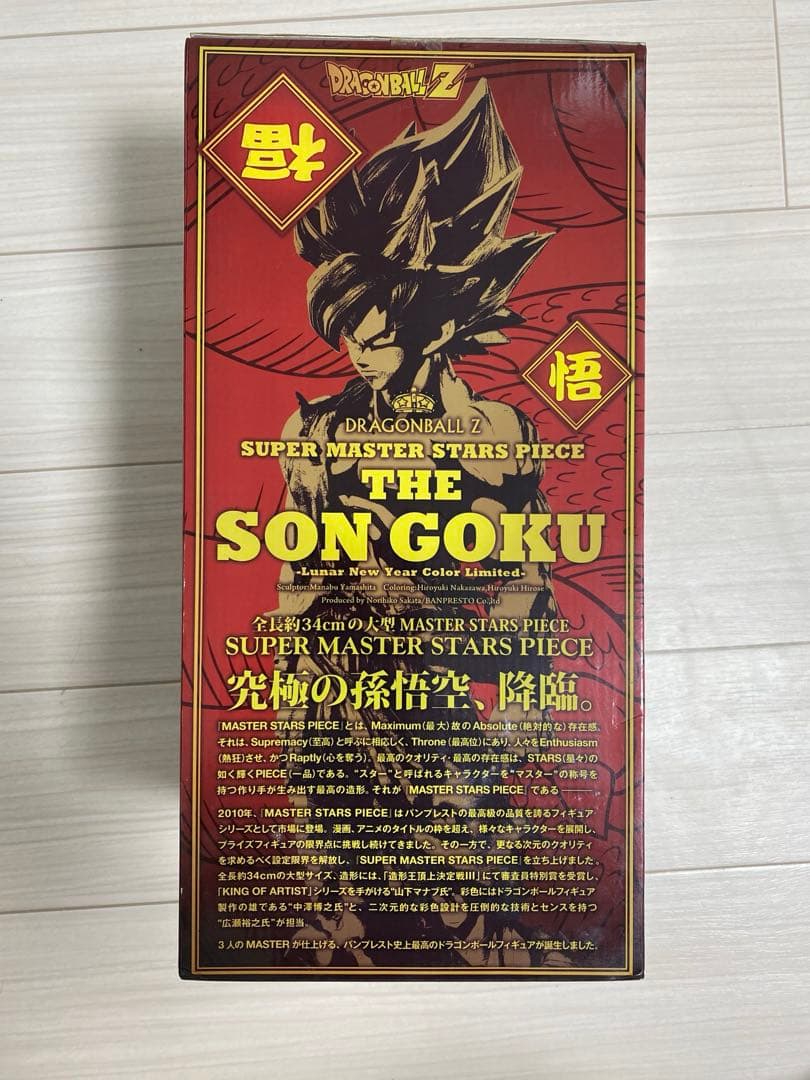 DRAGONBALL Z
福
悟
DRAGONBALL Z
SUPER MASTER STARS PIECE
THE
SON GOKU
-Lunar New Year Color Limited-
Sculptor:Manabu Yamashita Coloring:Hiroyuki Nakazawa,Hiroyuki Hirose
Produced by Norihiko Sakata/BANPRESTO Co.,ltd
全長約34cmの大型MASTER STARS PIECE
SUPER MASTER STARS PIECE
究極の孫悟空、降臨。
「MASTER STARS PIECE」とは、Maximum(最大)故のAbsolute(絶対的な)存在感。
それは、Supremacy(至高)と呼ぶに相応しく、Throne(最高位)にあり、人々をEnthusiasm
(熱狂)させ、かつRaptly(心を奪う)。最高のクオリティ・最高の存在感は、STARS(星々)の
如く輝くPIECE(一品)である。“スター”と呼ばれるキャラクターを“マスター”の称号を
持つ作り手が生み出す最高の造形。それが「MASTER STARS PIECE」である――
2010年、「MASTER STARS PIECE」はバンプレストの最高級の品質を誇るフィギュア
シリーズとして市場に登場。漫画、アニメのタイトルの枠を超え、様々なキャラクターを展開し、
プライズフィギュアの限界点に挑戦し続けてきました。その一方で、更なる次元のクオリティ
を求めるべく設定限界を解放し、「SUPER MASTER STARS PIECE」を立ち上げました。
全長約34cmの大型サイズ、造形には、「造形王頂上決定戦III」にて審査員特別賞を受賞し、
「KING OF ARTIST」シリーズを手がける“山下マナブ氏”、彩色にはドラゴンボールフィギュア
製作の雄である“中澤博之氏”と、二次元的な彩色設計を圧倒的な技術とセンスを持つ
“広瀬裕之氏”が担当。
3人のMASTERが仕上げる、バンプレスト史上最高のドラゴンボールフィギュアが誕生しました。